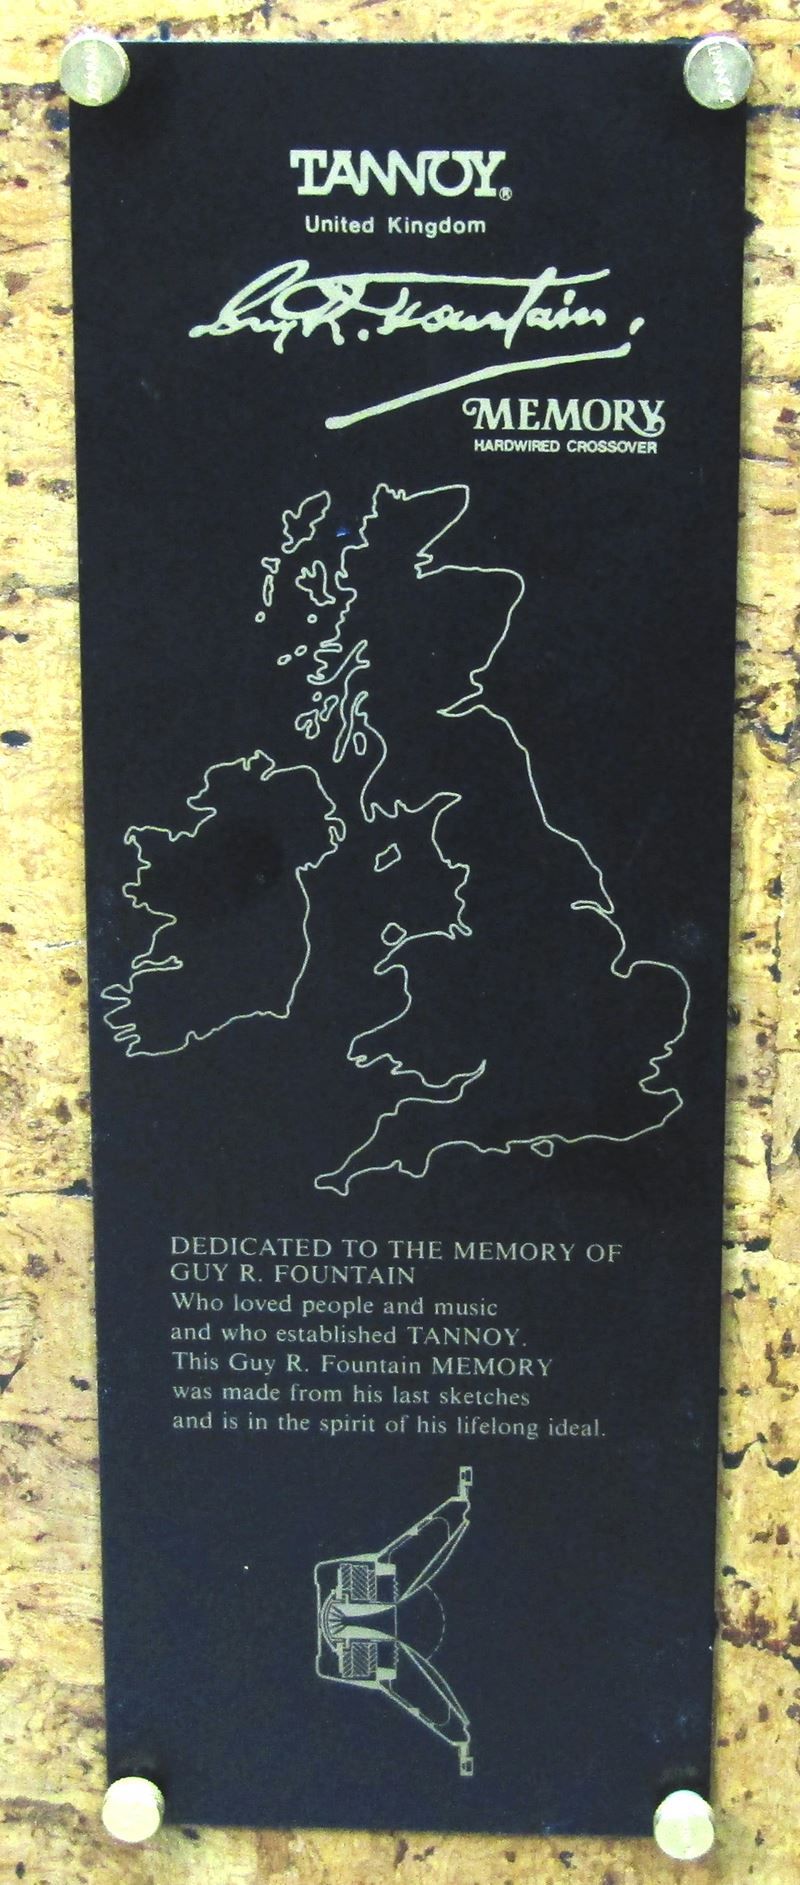 TANNOY®
United Kingdom
Guy R. Fountain.
MEMORY
HARDWIRED CROSSOVER
DEDICATED TO THE MEMORY OF
GUY R. FOUNTAIN
Who loved people and music
and who established TANNOY.
This Guy R. Fountain MEMORY
was made from his last sketches
and is in the spirit of his lifelong ideal.